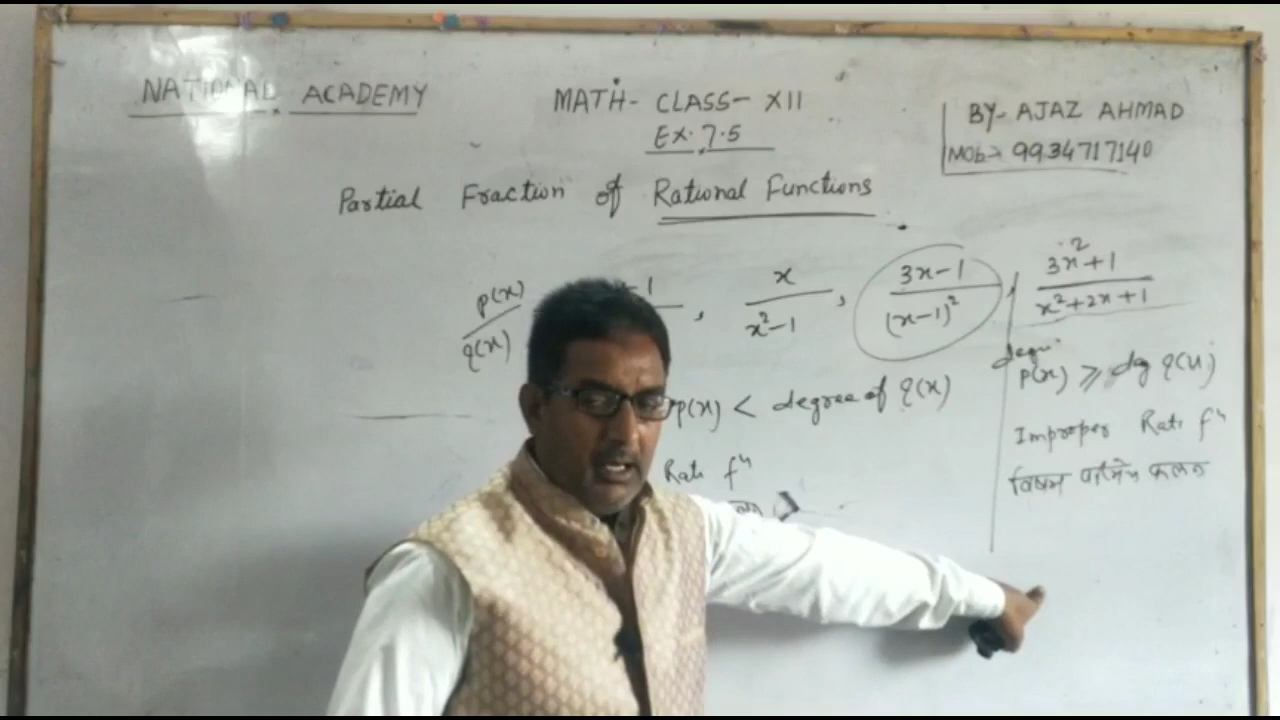 NATIONAL ACADEMY
MATH- CLASS- XII
EX. 7.5
BY- AJAZ AHMAD
Mob:- 9934717140
Partial Fraction of Rational Functions
p(x)/q(x) , x/x²-1 , 3x-1/(x-1)² , 3x²+1/x²+2x+1
p(x) < degree of q(x)
p(x) ⩾ deg q(x)
Rati fⁿ
Improper Rati fⁿ
विषम परिमेय फलन